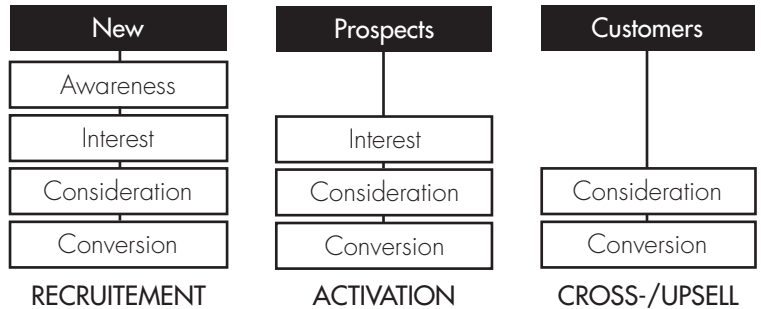 New
Awareness
Interest
Consideration
Conversion
RECRUITEMENT
Prospects
Interest
Consideration
Conversion
ACTIVATION
Customers
Consideration
Conversion
CROSS-/UPSELL